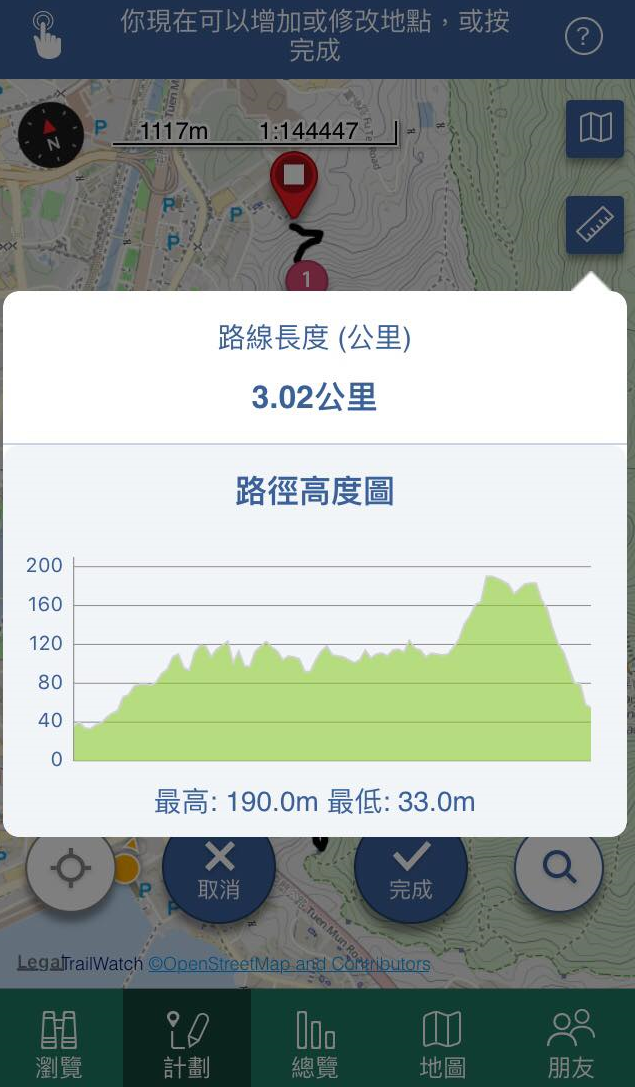 你現在可以增加或修改地點，或按
完成
?
P
1117m 1:144447
N
P
P
P
1
路線長度 (公里)
3.02公里
路徑高度圖
200
160
120
80
40
0
最高: 190.0m 最低: 33.0m
取消
完成
P
P
Tuen Mun Road
Legal TrailWatch ©OpenStreetMap and Contributors
瀏覽 計劃 總覽 地圖 朋友